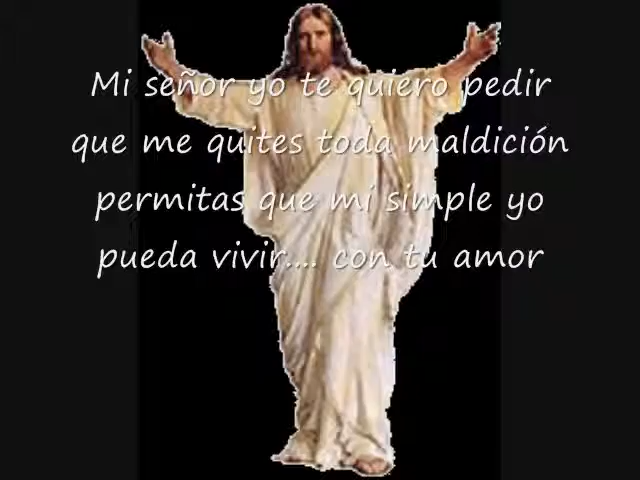 Mi señor yo te quiero pedir
que me quites toda maldición
permitas que mi simple yo
pueda vivir.... con tu amor